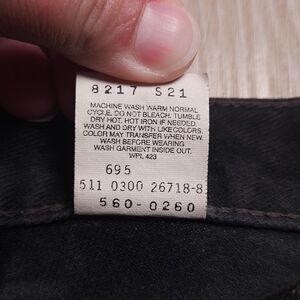 8217 S21
MACHINE WASH WARM NORMAL
CYCLE. DO NOT BLEACH. TUMBLE
DRY HOT. HOT IRON IF NEEDED.
WASH AND DRY WITH LIKE COLORS.
COLOR MAY TRANSFER WHEN NEW.
WASH BEFORE WEARING.
WASH GARMENT INSIDE OUT.
WPL 423
695
511 0300 26718-8
560-0260